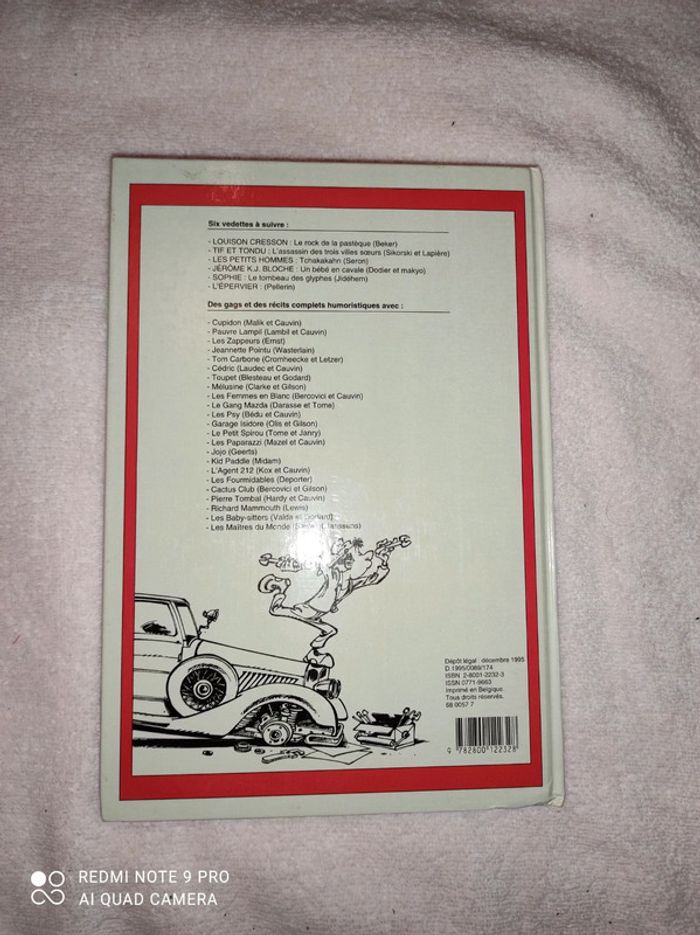 Six vedettes à suivre :
- LOUISON CRESSON : Le rock de la pastèque (Beker)
- TIF ET TONDU : L'assassin des trois villes sœurs (Sikorski et Lapière)
- LES PETITS HOMMES : Tchakakahn (Seron)
- JÉRÔME K.J. BLOCHE : Un bébé en cavale (Dodier et makyo)
- SOPHIE : Le tombeau des glyphes (Jidéhem)
- L'ÉPERVIER : (Pellerin)
Des gags et des récits complets humoristiques avec :
- Cupidon (Malik et Cauvin)
- Pauvre Lampil (Lambil et Cauvin)
- Les Zappeurs (Ernst)
- Jeannette Pointu (Wasterlain)
- Tom Carbone (Cromheecke et Letzer)
- Cédric (Laudec et Cauvin)
- Toupet (Blesteau et Godard)
- Mélusine (Clarke et Gilson)
- Les Femmes en Blanc (Bercovici et Cauvin)
- Le Gang Mazda (Darasse et Tome)
- Les Psy (Bédu et Cauvin)
- Garage Isidore (Olis et Gilson)
- Le Petit Spirou (Tome et Janry)
- Les Paparazzi (Mazel et Cauvin)
- Jojo (Geerts)
- Kid Paddle (Midam)
- L'Agent 212 (Kox et Cauvin)
- Les Fourmidables (Deporter)
- Cactus Club (Bercovici et Gilson)
- Pierre Tombal (Hardy et Cauvin)
- Richard Mammouth (Lewis)
- Les Baby-sitters (Valda et Godard)
- Les Maîtres du Monde
Dépôt légal : décembre 1995
D.1995/0089/174
ISBN 2-8001-2232-3
ISSN 0771-9663
Imprimé en Belgique.
Tous droits réservés.
68 0057 7
9 782800 122328
REDMI NOTE 9 PRO
AI QUAD CAMERA